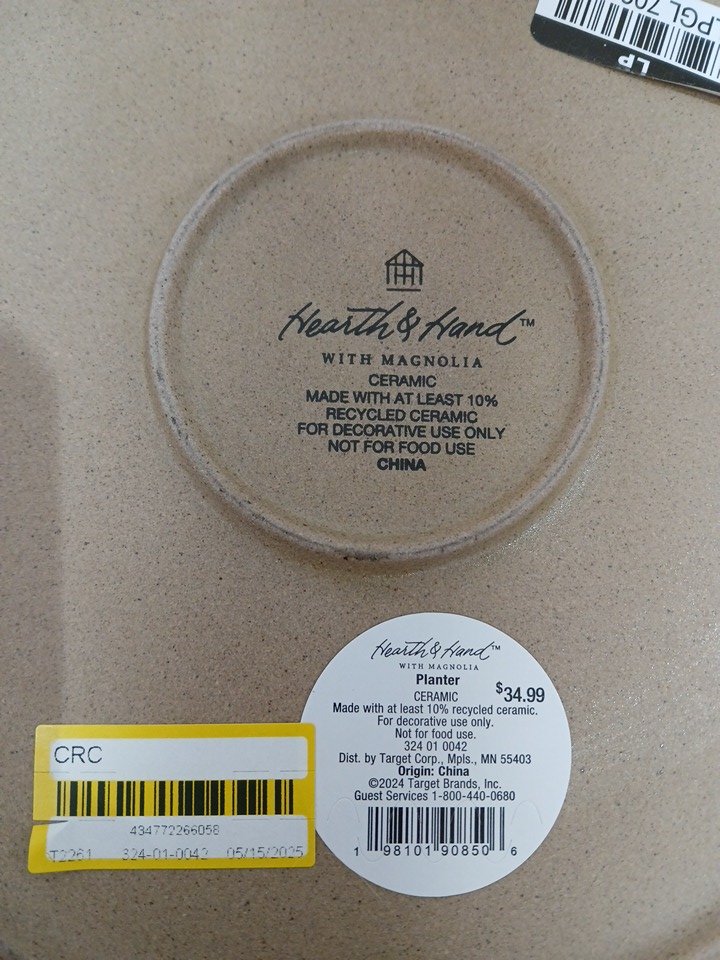 LPGL 700
LP
Hearth & Hand™
WITH MAGNOLIA
CERAMIC
MADE WITH AT LEAST 10%
RECYCLED CERAMIC
FOR DECORATIVE USE ONLY
NOT FOR FOOD USE
CHINA
Hearth & Hand™
WITH MAGNOLIA
Planter
CERAMIC $34.99
Made with at least 10% recycled ceramic.
For decorative use only.
Not for food use.
324 01 0042
Dist. by Target Corp., Mpls., MN 55403
Origin: China
©2024 Target Brands, Inc.
Guest Services 1-800-440-0680
1 98101 90850 6
CRC
434772266058
T2261 324-01-0042 05/15/2025